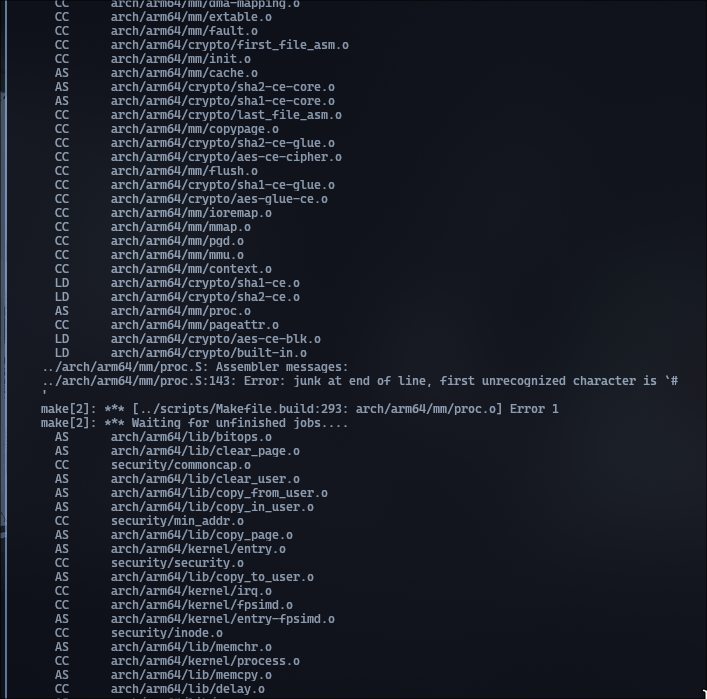 CC arch/arm64/mm/dma-mapping.o
CC arch/arm64/mm/extable.o
CC arch/arm64/mm/fault.o
CC arch/arm64/crypto/first_file_asm.o
CC arch/arm64/mm/init.o
AS arch/arm64/mm/cache.o
AS arch/arm64/crypto/sha2-ce-core.o
AS arch/arm64/crypto/sha1-ce-core.o
CC arch/arm64/crypto/last_file_asm.o
CC arch/arm64/mm/copypage.o
CC arch/arm64/crypto/sha2-ce-glue.o
CC arch/arm64/crypto/aes-ce-cipher.o
CC arch/arm64/mm/flush.o
CC arch/arm64/crypto/sha1-ce-glue.o
CC arch/arm64/crypto/aes-glue-ce.o
CC arch/arm64/mm/ioremap.o
CC arch/arm64/mm/mmap.o
CC arch/arm64/mm/pgd.o
CC arch/arm64/mm/mmu.o
CC arch/arm64/mm/context.o
LD arch/arm64/crypto/sha1-ce.o
LD arch/arm64/crypto/sha2-ce.o
AS arch/arm64/mm/proc.o
CC arch/arm64/mm/pageattr.o
LD arch/arm64/crypto/aes-ce-blk.o
LD arch/arm64/crypto/built-in.o
../arch/arm64/mm/proc.S: Assembler messages:
../arch/arm64/mm/proc.S:143: Error: junk at end of line, first unrecognized character is `#
'
make[2]: *** [../scripts/Makefile.build:293: arch/arm64/mm/proc.o] Error 1
make[2]: *** Waiting for unfinished jobs....
AS arch/arm64/lib/bitops.o
AS arch/arm64/lib/clear_page.o
CC security/commoncap.o
AS arch/arm64/lib/clear_user.o
AS arch/arm64/lib/copy_from_user.o
AS arch/arm64/lib/copy_in_user.o
CC security/min_addr.o
AS arch/arm64/lib/copy_page.o
AS arch/arm64/kernel/entry.o
CC security/security.o
AS arch/arm64/lib/copy_to_user.o
CC arch/arm64/kernel/irq.o
CC arch/arm64/kernel/fpsimd.o
AS arch/arm64/kernel/entry-fpsimd.o
CC security/inode.o
AS arch/arm64/lib/memchr.o
CC arch/arm64/kernel/process.o
AS arch/arm64/lib/memcpy.o
CC arch/arm64/lib/delay.o